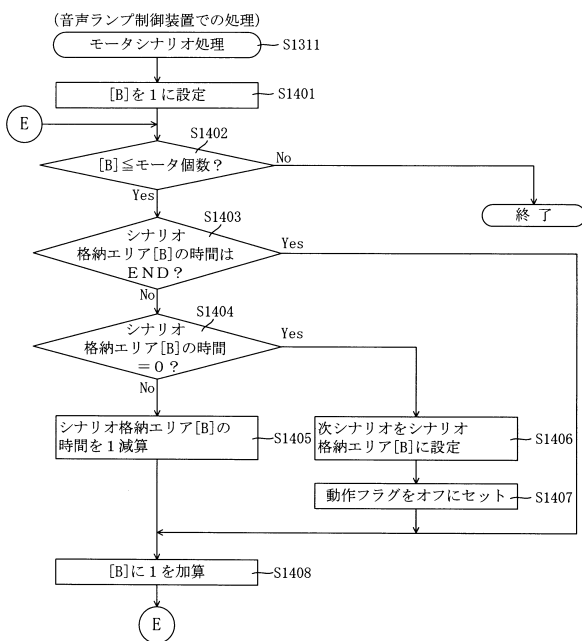 (音声ランプ制御装置での処理)
モータシナリオ処理
S1311
[B]を1に設定
S1401
E
S1402
[B]≦モータ個数?
No
Yes
終 了
S1403
シナリオ
格納エリア[B]の時間は
END?
Yes
No
S1404
シナリオ
格納エリア[B]の時間
=0?
Yes
No
シナリオ格納エリア[B]の
時間を1減算
S1405
次シナリオをシナリオ
格納エリア[B]に設定
S1406
動作フラグをオフにセット
S1407
[B]に1を加算
S1408
E